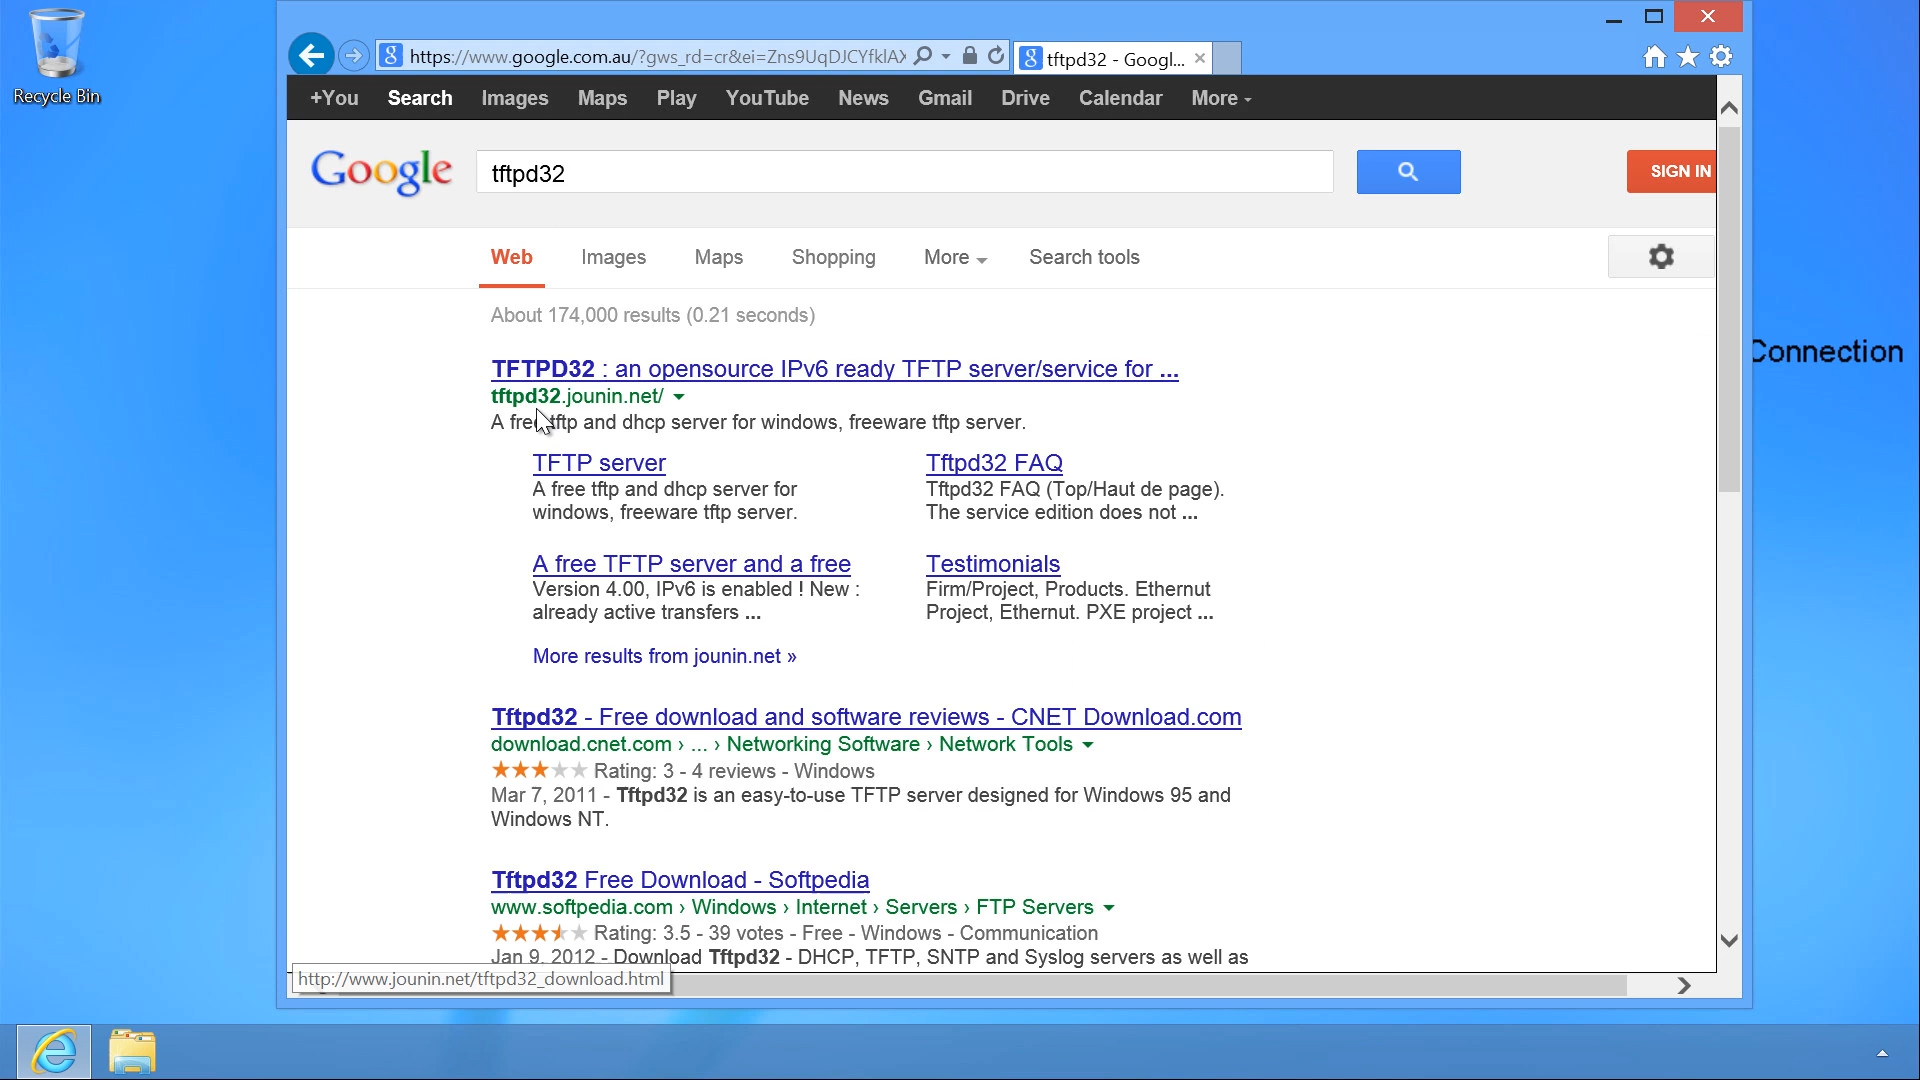 Recycle Bin
https://www.google.com.au/?gws_rd=cr&ei=Zns9UqDJCYfklAX
tftpd32 - Googl...
+You Search Images Maps Play YouTube News Gmail Drive Calendar More
Google
tftpd32
SIGN IN
Web Images Maps Shopping More Search tools
About 174,000 results (0.21 seconds)
Connection
TFTPD32 : an opensource IPv6 ready TFTP server/service for ...
tftpd32.jounin.net/
A free tftp and dhcp server for windows, freeware tftp server.
TFTP server
A free tftp and dhcp server for
windows, freeware tftp server.
Tftpd32 FAQ
Tftpd32 FAQ (Top/Haut de page).
The service edition does not ...
A free TFTP server and a free
Version 4.00, IPv6 is enabled ! New :
already active transfers ...
Testimonials
Firm/Project, Products. Ethernut
Project, Ethernut. PXE project ...
More results from jounin.net »
Tftpd32 - Free download and software reviews - CNET Download.com
download.cnet.com › ... › Networking Software › Network Tools
Rating: 3 - 4 reviews - Windows
Mar 7, 2011 - Tftpd32 is an easy-to-use TFTP server designed for Windows 95 and
Windows NT.
Tftpd32 Free Download - Softpedia
www.softpedia.com › Windows › Internet › Servers › FTP Servers
Rating: 3.5 - 39 votes - Free - Windows - Communication
Jan 9, 2012 - Download Tftpd32 - DHCP, TFTP, SNTP and Syslog servers as well as
http://www.jounin.net/tftpd32_download.html